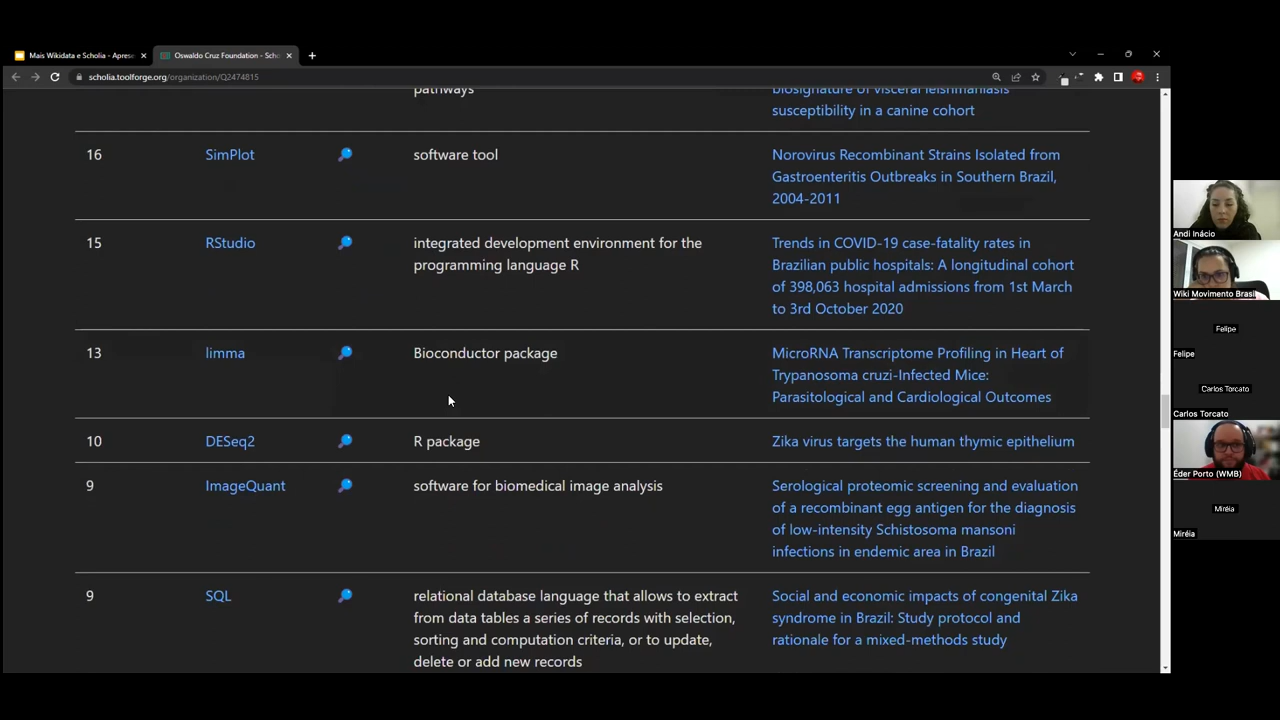 Mais Wikidata e Scholia - Aprese
Oswaldo Cruz Foundation - Scho
scholia.toolforge.org/organization/Q2474815
pathways
biosignature of visceral leishmaniasis
susceptibility in a canine cohort
16 SimPlot software tool Norovirus Recombinant Strains Isolated from
Gastroenteritis Outbreaks in Southern Brazil,
2004-2011
15 RStudio integrated development environment for the Trends in COVID-19 case-fatality rates in
programming language R Brazilian public hospitals: A longitudinal cohort
of 398,063 hospital admissions from 1st March
to 3rd October 2020
13 limma Bioconductor package MicroRNA Transcriptome Profiling in Heart of
Trypanosoma cruzi-Infected Mice:
Parasitological and Cardiological Outcomes
10 DESeq2 R package Zika virus targets the human thymic epithelium
9 ImageQuant software for biomedical image analysis Serological proteomic screening and evaluation
of a recombinant egg antigen for the diagnosis
of low-intensity Schistosoma mansoni
infections in endemic area in Brazil
9 SQL relational database language that allows to extract Social and economic impacts of congenital Zika
from data tables a series of records with selection, syndrome in Brazil: Study protocol and
sorting and computation criteria, or to update, rationale for a mixed-methods study
delete or add new records
Andi Inácio
Wiki Movimento Brasil
Felipe
Felipe
Carlos Torcato
Carlos Torcato
Éder Porto (WMB)
Miréia
Miréia